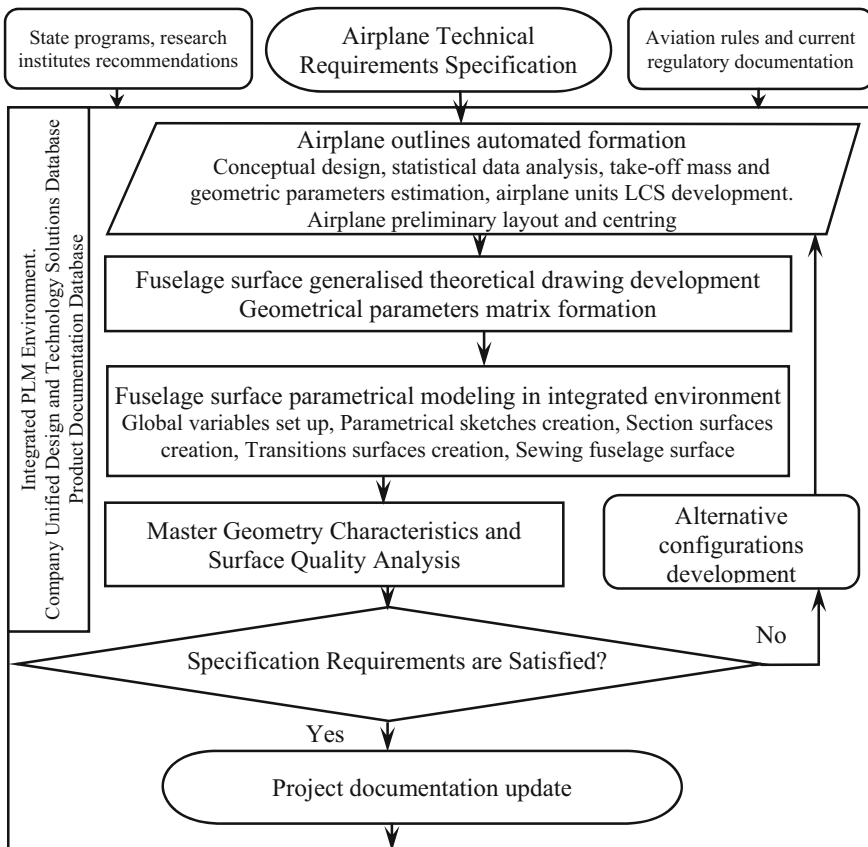 State programs, research
institutes recommendations
Airplane Technical
Requirements Specification
Aviation rules and current
regulatory documentation
Integrated PLM Environment.
Company Unified Design and Technology Solutions Database
Product Documentation Database
Airplane outlines automated formation
Conceptual design, statistical data analysis, take-off mass and
geometric parameters estimation, airplane units LCS development.
Airplane preliminary layout and centring
Fuselage surface generalised theoretical drawing development
Geometrical parameters matrix formation
Fuselage surface parametrical modeling in integrated environment
Global variables set up, Parametrical sketches creation, Section surfaces
creation, Transitions surfaces creation, Sewing fuselage surface
Master Geometry Characteristics and
Surface Quality Analysis
Alternative
configurations
development
No
Specification Requirements are Satisfied?
Yes
Project documentation update